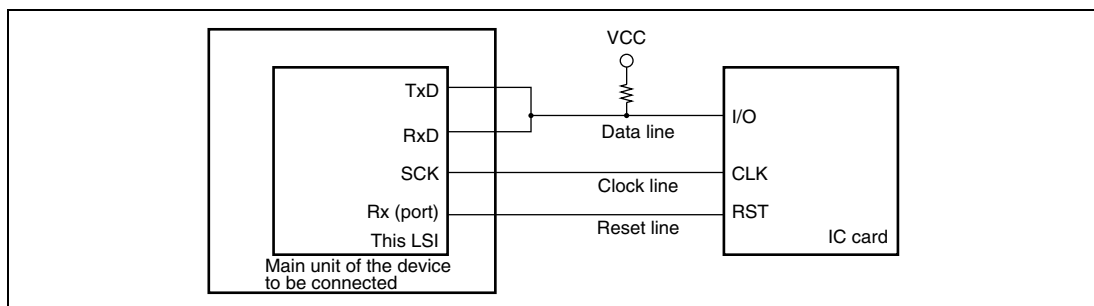 VCC
TxD
RxD
SCK
Rx (port)
This LSI
Main unit of the device
to be connected
Data line
Clock line
Reset line
I/O
CLK
RST
IC card